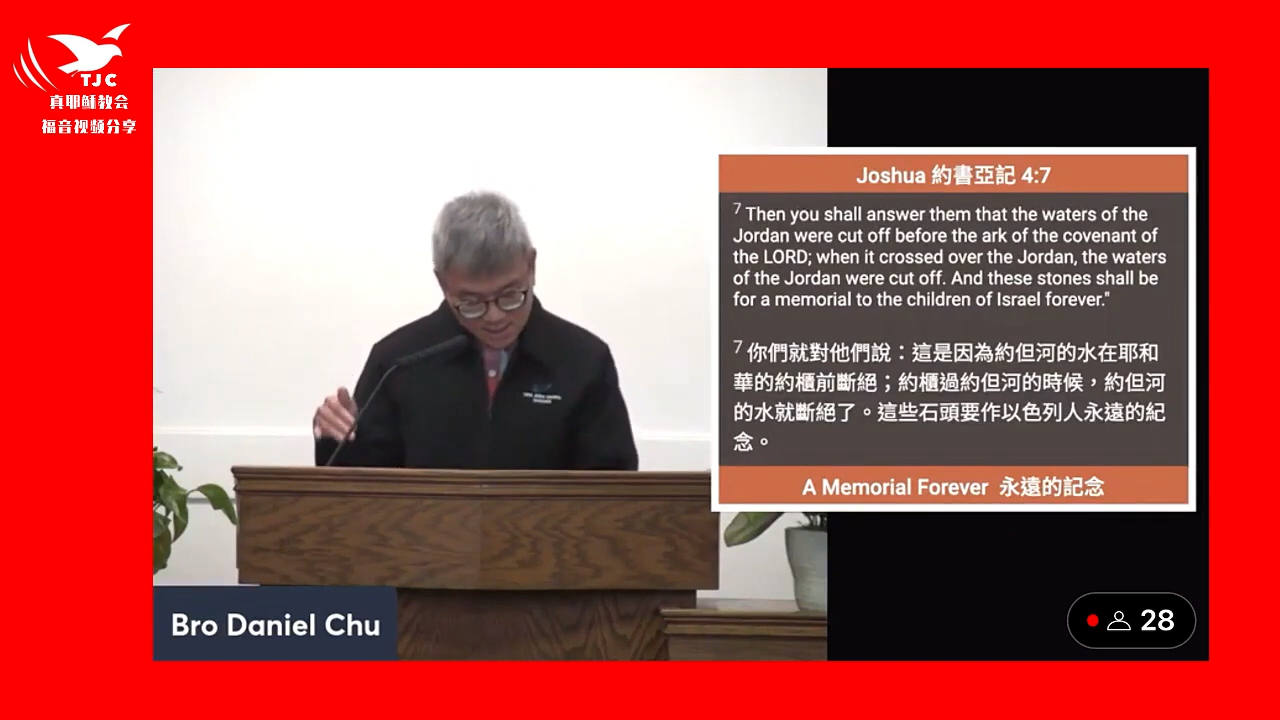 TJC
真耶稣教会
福音视频分享
Joshua 約書亞記 4:7
7 Then you shall answer them that the waters of the
Jordan were cut off before the ark of the covenant of
the LORD; when it crossed over the Jordan, the waters
of the Jordan were cut off. And these stones shall be
for a memorial to the children of Israel forever."
7 你們就對他們說：這是因為約但河的水在耶和
華的約櫃前斷絕；約櫃過約但河的時候，約但河
的水就斷絕了。這些石頭要作以色列人永遠的紀
念。
A Memorial Forever 永遠的記念
Bro Daniel Chu
28